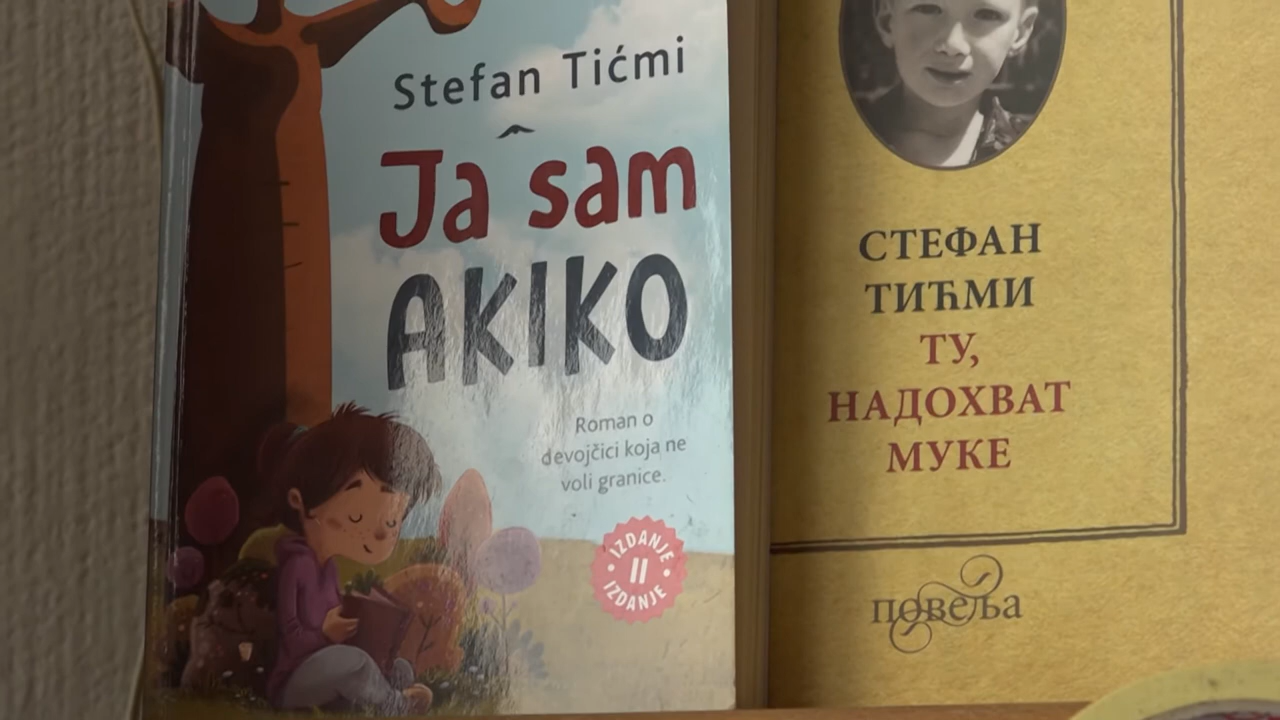 Stefan Tićmi
Ja sam
AKIKO
Roman o
devojčici koja ne
voli granice.
IZDANJE
II
IZDANJE
СТЕФАН
ТИЋМИ
ТУ,
НАДОХВАТ
МУКЕ
повеља